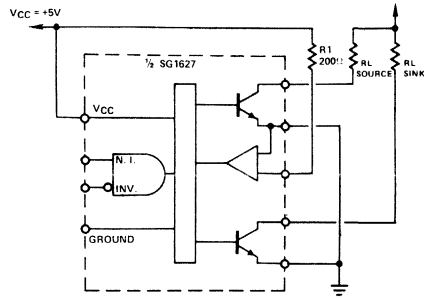 VCC = +5V
½ SG1627
R1
200Ω
RL
SOURCE
RL
SINK
VCC
N.I.
INV.
GROUND